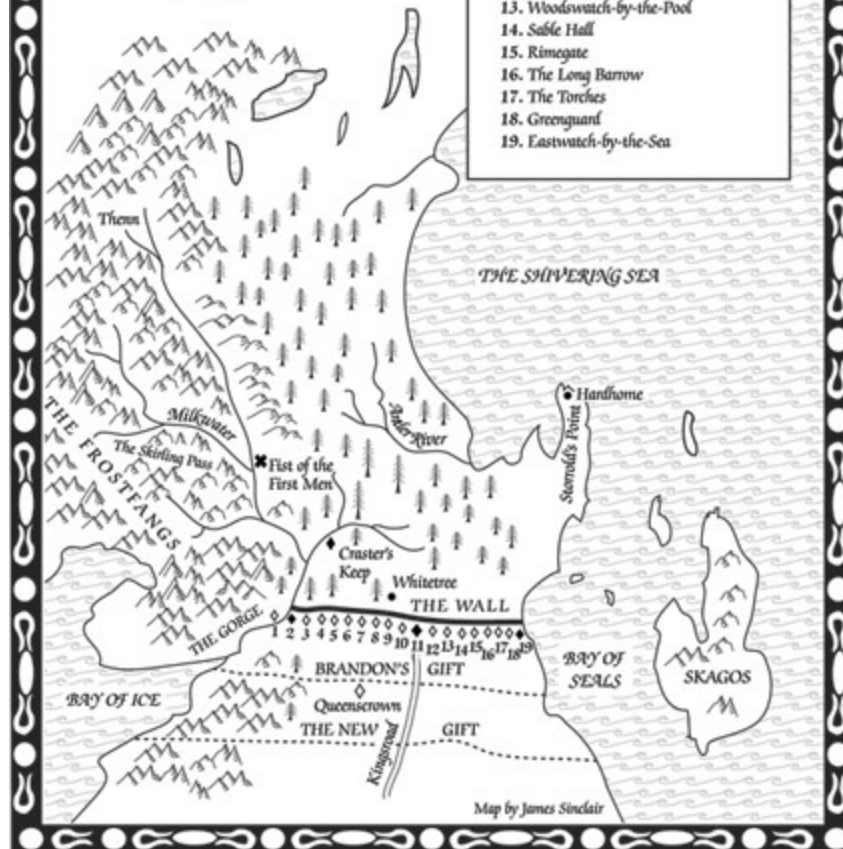 13. Woodswatch-by-the-Pool
14. Sable Hall
15. Rimegate
16. The Long Barrow
17. The Torches
18. Greenguard
19. Eastwatch-by-the-Sea
Thenn
THE SHIVERING SEA
Hardhome
Storrold's Point
Antler River
Milkwater
THE FROSTFANGS
The Skirling Pass
Fist of the
First Men
Craster's
Keep
Whitetree
THE WALL
THE GORGE
1 2 3 4 5 6 7 8 9 10 11 12 13 14 15 16 17 18 19
BRANDON'S GIFT
BAY OF
SEALS
SKAGOS
BAY OF ICE
Queenscrown
THE NEW GIFT
Kingsroad
Map by James Sinclair